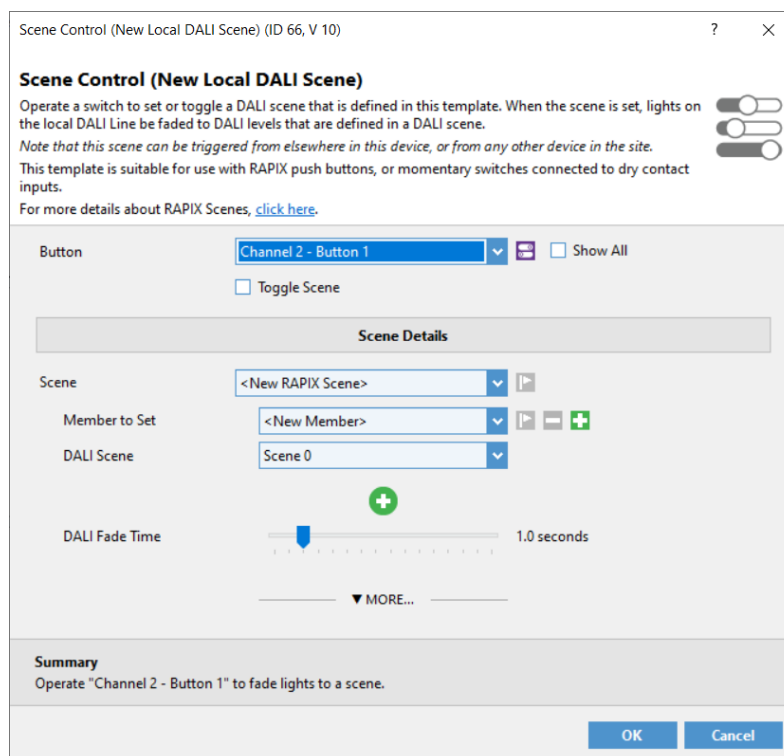 Scene Control (New Local DALI Scene) (ID 66, V 10)
?
Scene Control (New Local DALI Scene)
Operate a switch to set or toggle a DALI scene that is defined in this template. When the scene is set, lights on
the local DALI Line be faded to DALI levels that are defined in a DALI scene.
Note that this scene can be triggered from elsewhere in this device, or from any other device in the site.
This template is suitable for use with RAPIX push buttons, or momentary switches connected to dry contact
inputs.
For more details about RAPIX Scenes, click here.
Button
Channel 2 - Button 1
Show All
Toggle Scene
Scene Details
Scene
<New RAPIX Scene>
Member to Set
<New Member>
DALI Scene
Scene 0
DALI Fade Time
1.0 seconds
▼ MORE...
Summary
Operate "Channel 2 - Button 1" to fade lights to a scene.
OK
Cancel